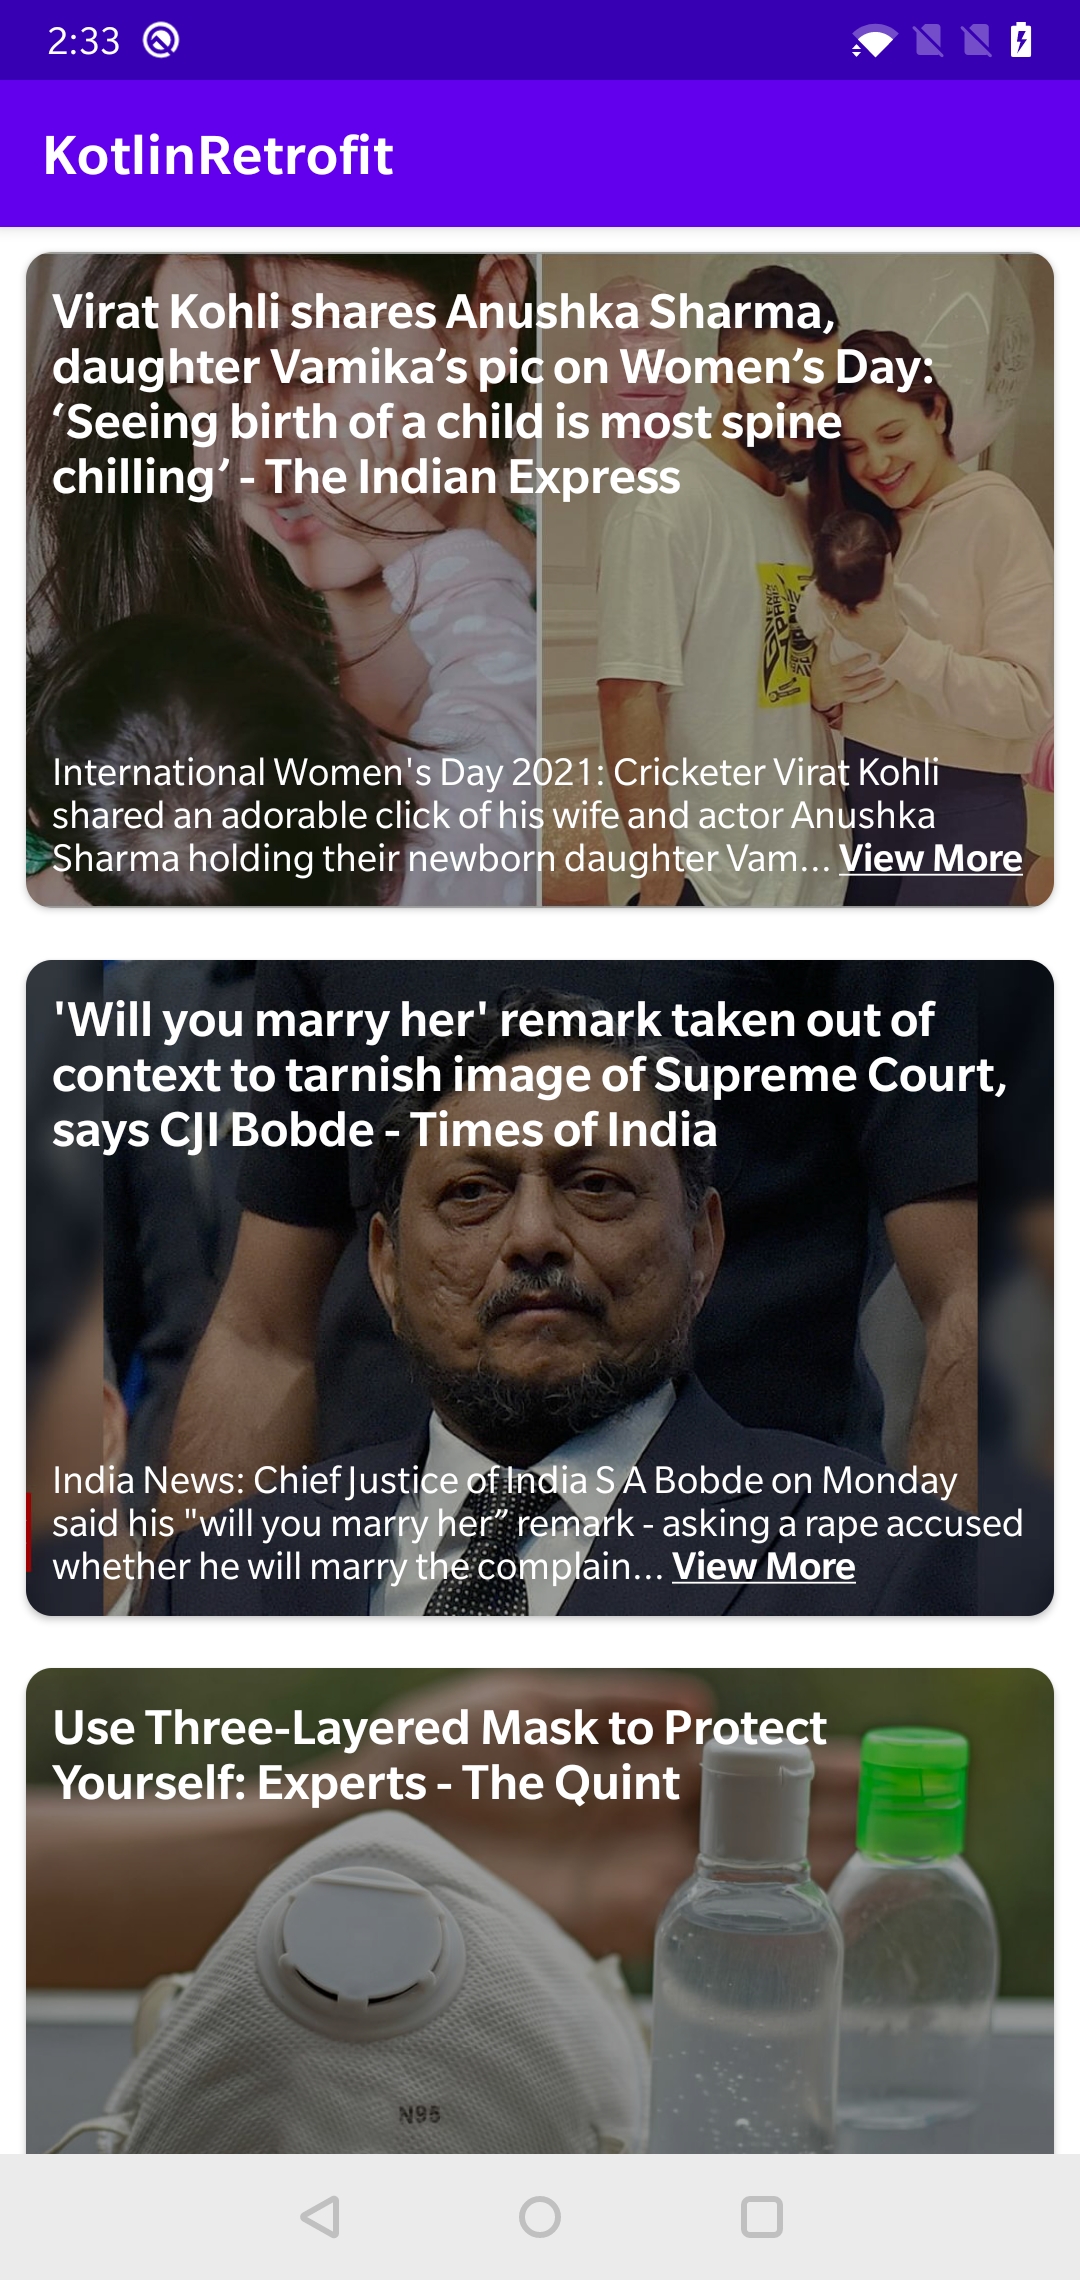 2:33
KotlinRetrofit
Virat Kohli shares Anushka Sharma,
daughter Vamika’s pic on Women’s Day:
‘Seeing birth of a child is most spine
chilling’ - The Indian Express
International Women's Day 2021: Cricketer Virat Kohli
shared an adorable click of his wife and actor Anushka
Sharma holding their newborn daughter Vam... View More
'Will you marry her' remark taken out of
context to tarnish image of Supreme Court,
says CJI Bobde - Times of India
India News: Chief Justice of India S A Bobde on Monday
said his "will you marry her” remark - asking a rape accused
whether he will marry the complain... View More
Use Three-Layered Mask to Protect
Yourself: Experts - The Quint
N95